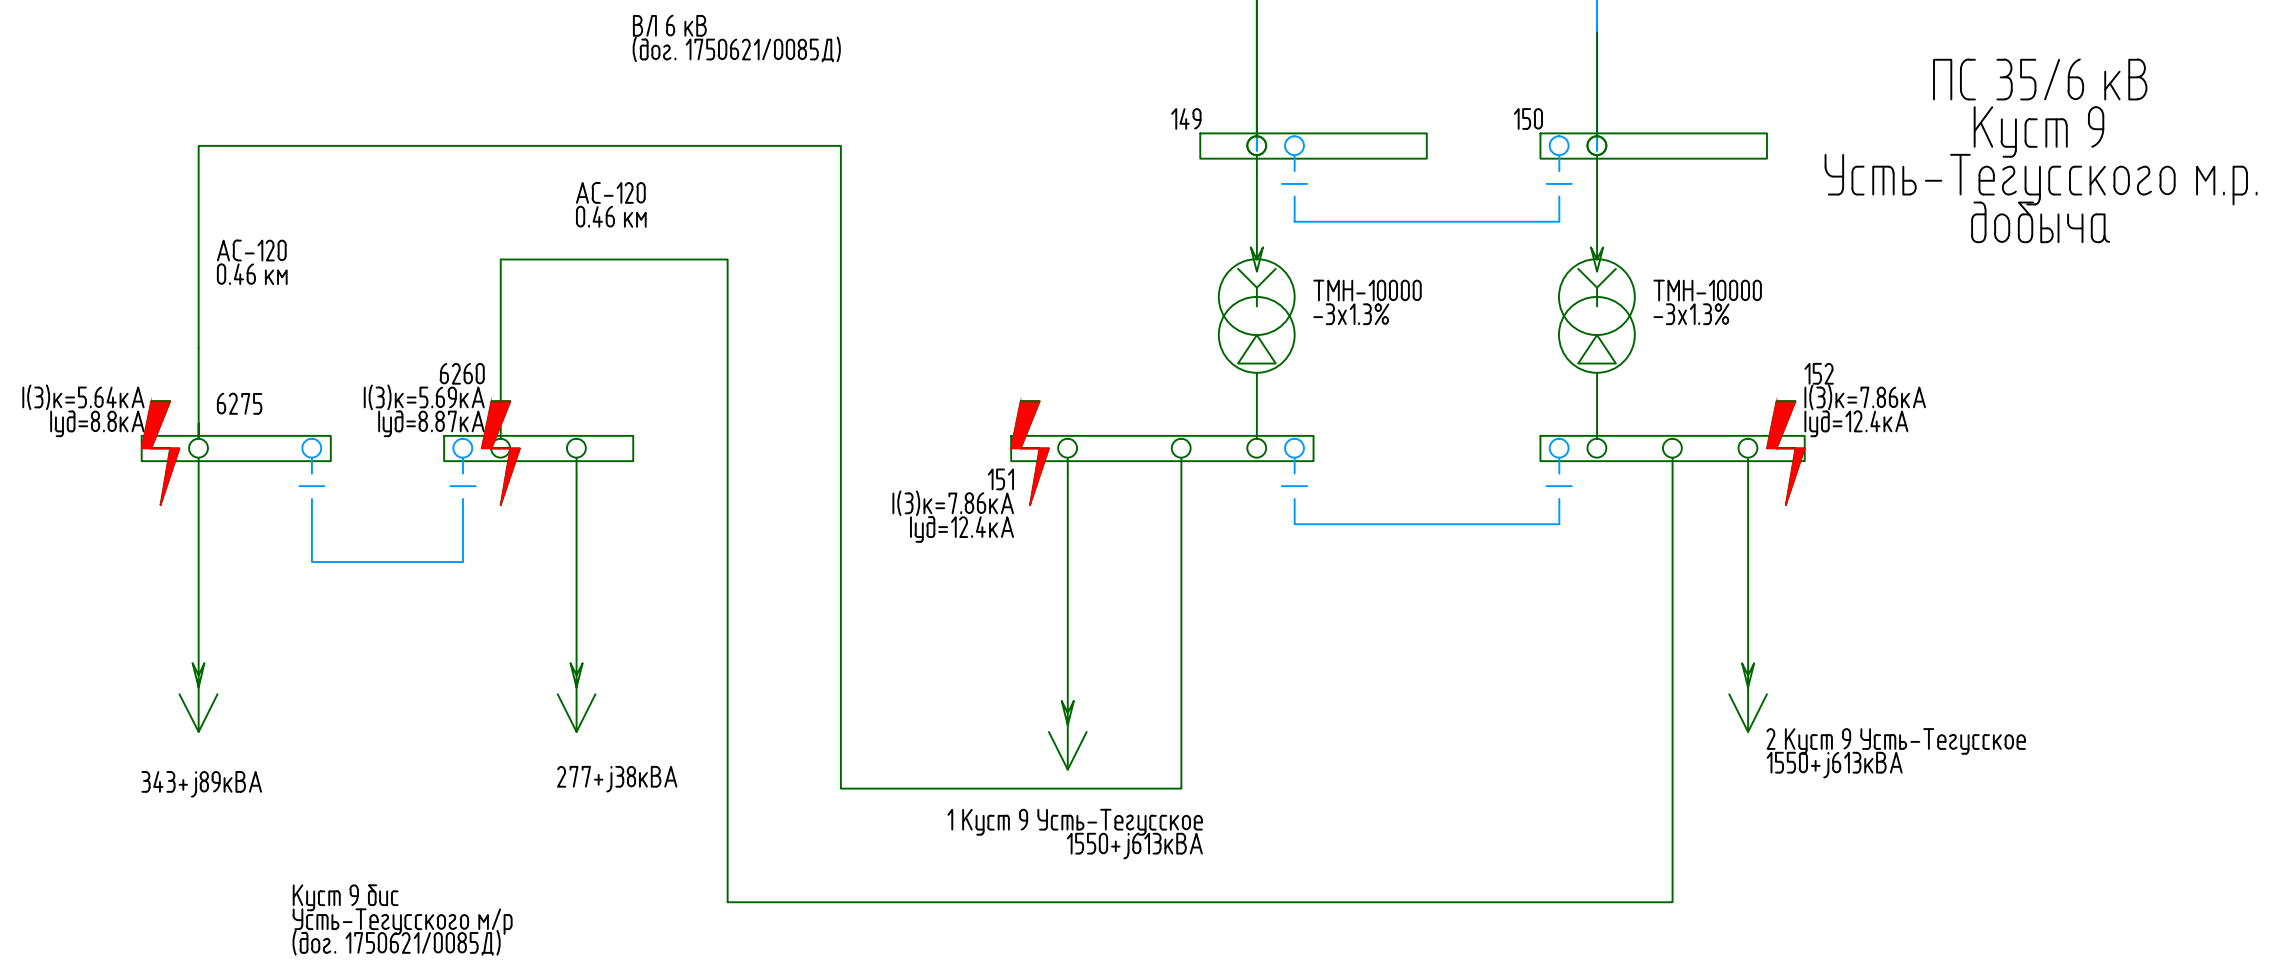 ВЛ 6 кВ
(дог. 1750621/0085Д)
ПС 35/6 кВ
Куст 9
Усть-Тегусского м.р.
добыча
149
150
АС-120
0.46 км
АС-120
0.46 км
ТМН-10000
-3x1.3%
ТМН-10000
-3x1.3%
I(3)к=5.64кА
Iуд=8.8кА
6275
6260
I(3)к=5.69кА
Iуд=8.87кА
152
I(3)к=7.86кА
Iуд=12.4кА
151
I(3)к=7.86кА
Iуд=12.4кА
343+j89кВА
277+j38кВА
2 Куст 9 Усть-Тегусское
1550+j613кВА
1 Куст 9 Усть-Тегусское
1550+j613кВА
Куст 9 бис
Усть-Тегусского м/р
(дог. 1750621/0085Д)